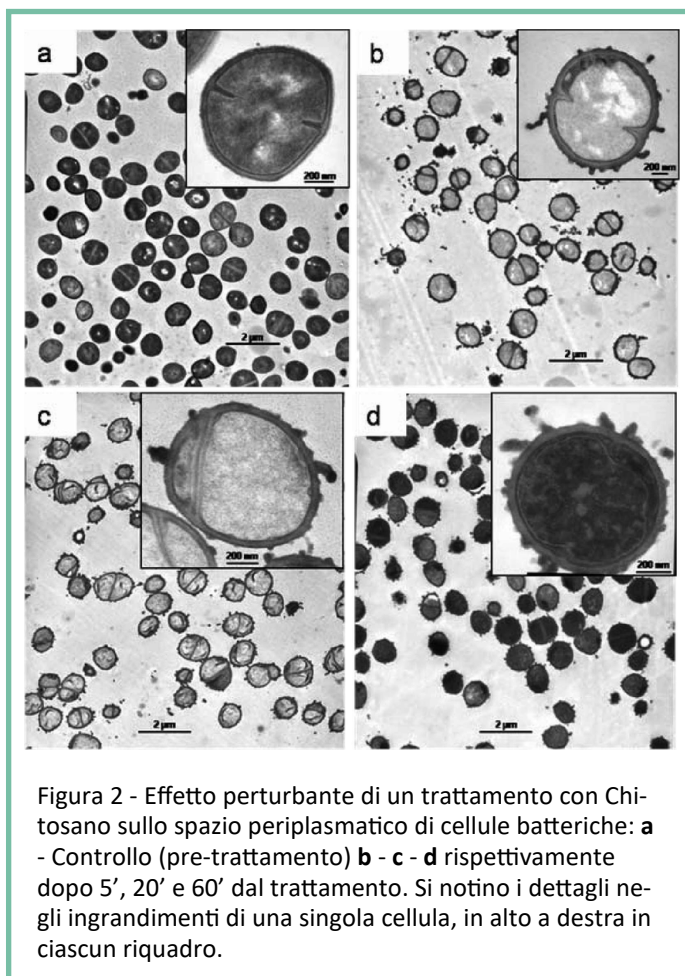 a
200 nm
2 µm
b
200 nm
2 µm
c
200 nm
2 µm
d
200 nm
2 µm
Figura 2 - Effetto perturbante di un trattamento con Chi-
tosano sullo spazio periplasmatico di cellule batteriche: a
- Controllo (pre-trattamento) b - c - d rispettivamente
dopo 5’, 20’ e 60’ dal trattamento. Si notino i dettagli ne-
gli ingrandimenti di una singola cellula, in alto a destra in
ciascun riquadro.